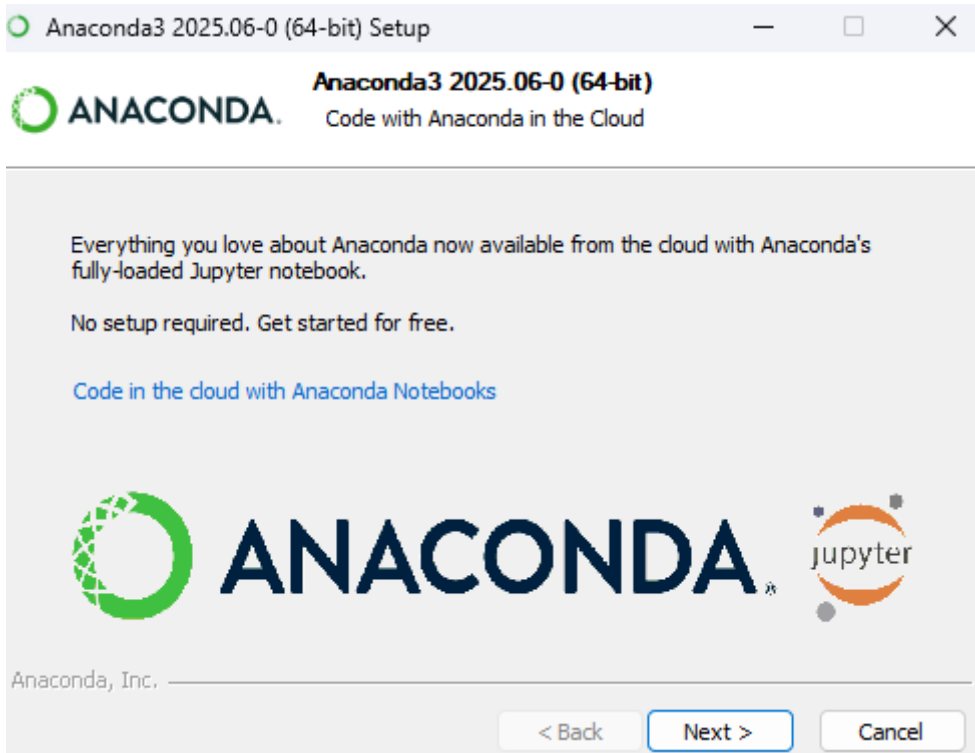 Anaconda3 2025.06-0 (64-bit) Setup
Anaconda3 2025.06-0 (64-bit)
ANACONDA.
Code with Anaconda in the Cloud
Everything you love about Anaconda now available from the cloud with Anaconda's
fully-loaded Jupyter notebook.
No setup required. Get started for free.
Code in the cloud with Anaconda Notebooks
ANACONDA.®
jupyter
Anaconda, Inc.
< Back Next > Cancel